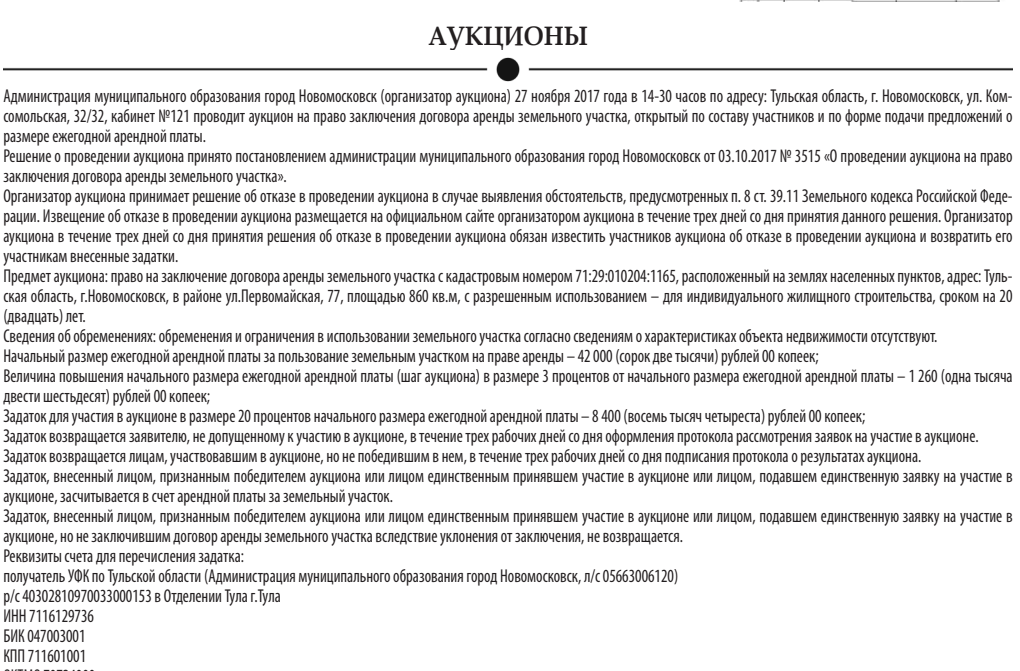 АУКЦИОНЫ
Администрация муниципального образования город Новомосковск (организатор аукциона) 27 ноября 2017 года в 14-30 часов по адресу: Тульская область, г. Новомосковск, ул. Ком-
сомольская, 32/32, кабинет №121 проводит аукцион на право заключения договора аренды земельного участка, открытый по составу участников и по форме подачи предложений о
размере ежегодной арендной платы.
Решение о проведении аукциона принято постановлением администрации муниципального образования город Новомосковск от 03.10.2017 № 3515 «О проведении аукциона на право
заключения договора аренды земельного участка».
Организатор аукциона принимает решение об отказе в проведении аукциона в случае выявления обстоятельств, предусмотренных п. 8 ст. 39.11 Земельного кодекса Российской Феде-
рации. Извещение об отказе в проведении аукциона размещается на официальном сайте организатором аукциона в течение трех дней со дня принятия данного решения. Организатор
аукциона в течение трех дней со дня принятия решения об отказе в проведении аукциона обязан известить участников аукциона об отказе в проведении аукциона и возвратить его
участникам внесенные задатки.
Предмет аукциона: право на заключение договора аренды земельного участка с кадастровым номером 71:29:010204:1165, расположенный на землях населенных пунктов, адрес: Туль-
ская область, г.Новомосковск, в районе ул.Первомайская, 77, площадью 860 кв.м, с разрешенным использованием – для индивидуального жилищного строительства, сроком на 20
(двадцать) лет.
Сведения об обременениях: обременения и ограничения в использовании земельного участка согласно сведениям о характеристиках объекта недвижимости отсутствуют.
Начальный размер ежегодной арендной платы за пользование земельным участком на праве аренды – 42 000 (сорок две тысячи) рублей 00 копеек;
Величина повышения начального размера ежегодной арендной платы (шаг аукциона) в размере 3 процентов от начального размера ежегодной арендной платы – 1 260 (одна тысяча
двести шестьдесят) рублей 00 копеек;
Задаток для участия в аукционе в размере 20 процентов начального размера ежегодной арендной платы – 8 400 (восемь тысяч четыреста) рублей 00 копеек;
Задаток возвращается заявителю, не допущенному к участию в аукционе, в течение трех рабочих дней со дня оформления протокола рассмотрения заявок на участие в аукционе.
Задаток возвращается лицам, участвовавшим в аукционе, но не победившим в нем, в течение трех рабочих дней со дня подписания протокола о результатах аукциона.
Задаток, внесенный лицом, признанным победителем аукциона или лицом единственным принявшем участие в аукционе или лицом, подавшем единственную заявку на участие в
аукционе, засчитывается в счет арендной платы за земельный участок.
Задаток, внесенный лицом, признанным победителем аукциона или лицом единственным принявшем участие в аукционе или лицом, подавшем единственную заявку на участие в
аукционе, но не заключившим договор аренды земельного участка вследствие уклонения от заключения, не возвращается.
Реквизиты счета для перечисления задатка:
получатель УФК по Тульской области (Администрация муниципального образования город Новомосковск, л/с 05663006120)
р/с 40302810970033000153 в Отделении Тула г.Тула
ИНН 7116129736
БИК 047003001
КПП 711601001